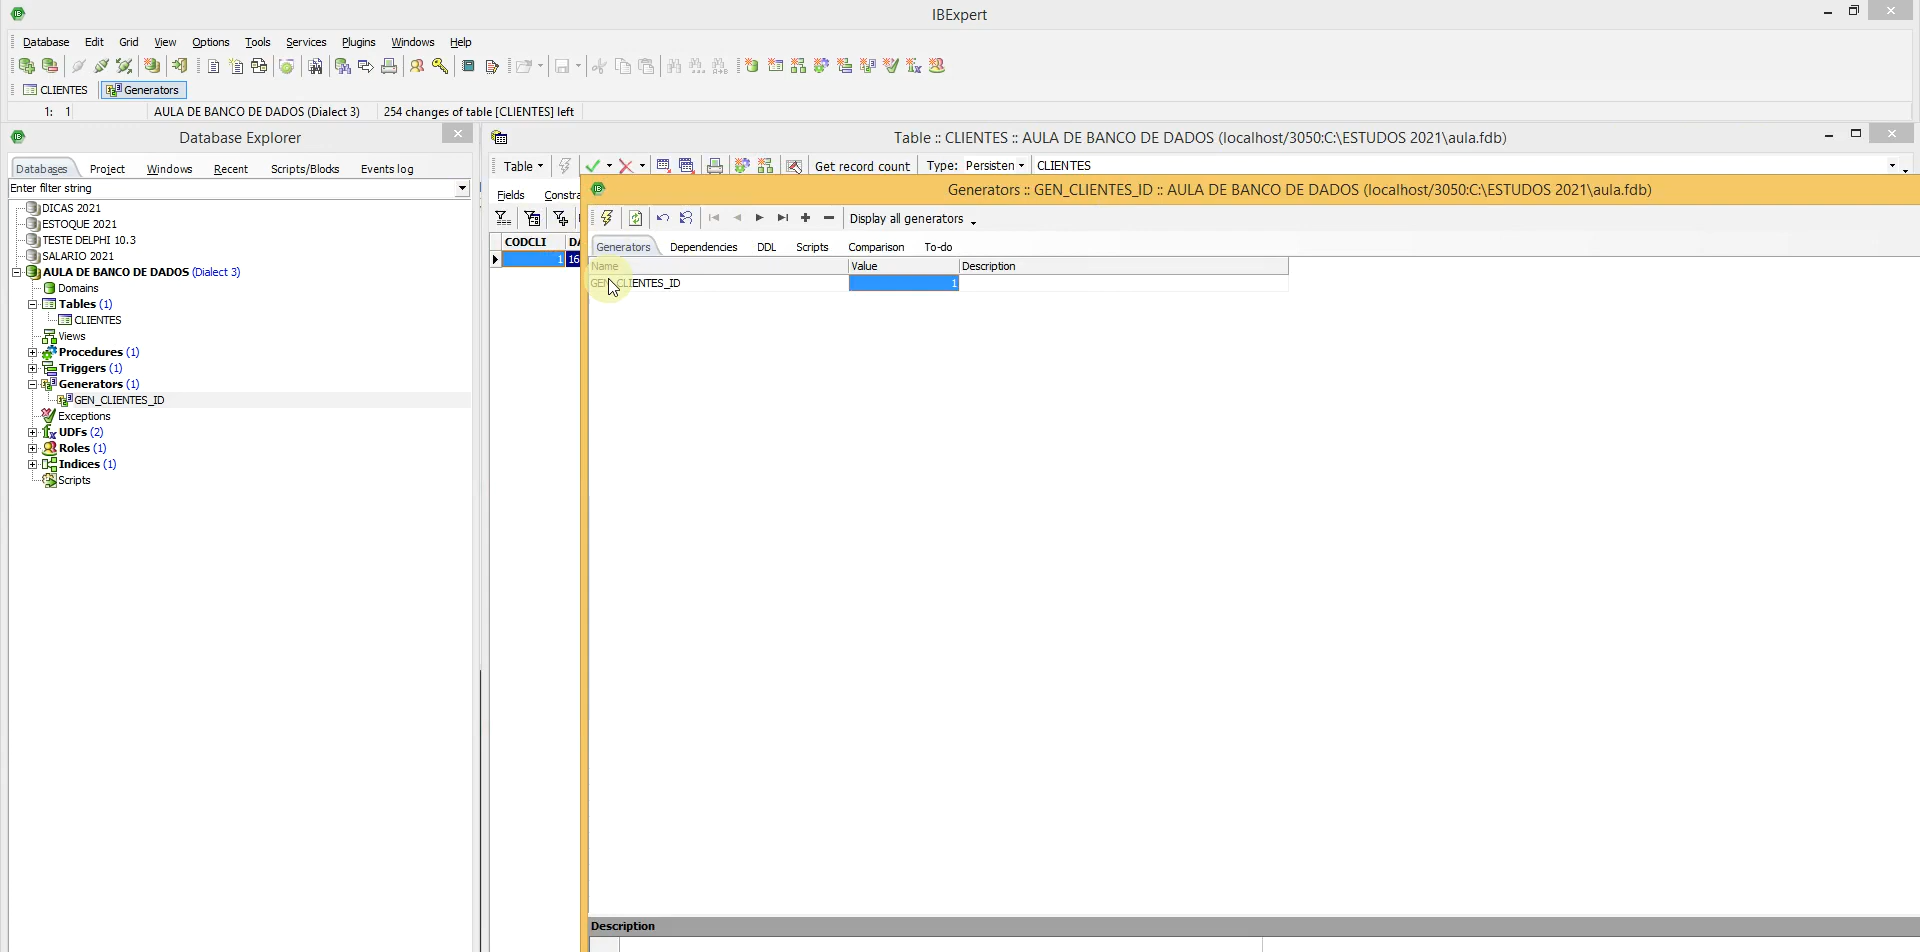 IBExpert
Database Edit Grid View Options Tools Services Plugins Windows Help
CLIENTES Generators
1: 1 AULA DE BANCO DE DADOS (Dialect 3) 254 changes of table [CLIENTES] left
Database Explorer
Databases Project Windows Recent Scripts/Blocks Events log
Enter filter string
DICAS 2021
ESTOQUE 2021
TESTE DELPHI 10.3
SALARIO 2021
AULA DE BANCO DE DADOS (Dialect 3)
Domains
Tables (1)
CLIENTES
Views
Procedures (1)
Triggers (1)
Generators (1)
GEN_CLIENTES_ID
Exceptions
UDFs (2)
Roles (1)
Indices (1)
Scripts
Table :: CLIENTES :: AULA DE BANCO DE DADOS (localhost/3050:C:\ESTUDOS 2021\aula.fdb)
Table Get record count Type: Persisten CLIENTES
Fields Constra
CODCLI DA
1 16
Generators :: GEN_CLIENTES_ID :: AULA DE BANCO DE DADOS (localhost/3050:C:\ESTUDOS 2021\aula.fdb)
Display all generators
Generators Dependencies DDL Scripts Comparison To-do
Name Value Description
GEN_CLIENTES_ID 1
Description